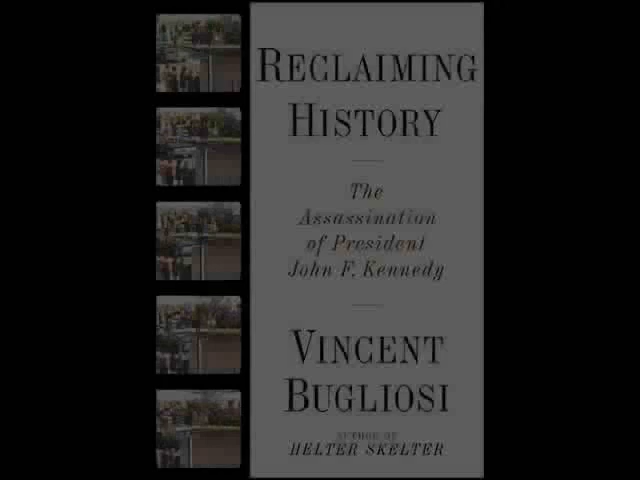 RECLAIMING
HISTORY
The
Assassination
of President
John F. Kennedy
VINCENT
BUGLIOSI
AUTHOR OF
HELTER SKELTER